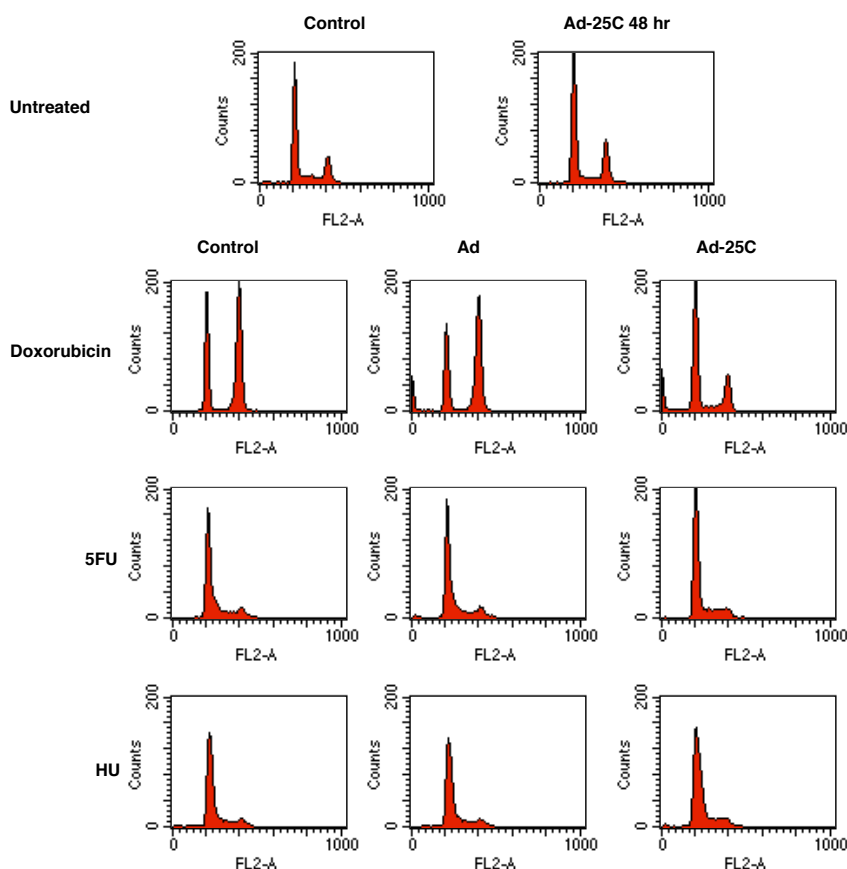 Control Ad-25C 48 hr
Untreated
200 200
Counts Counts
0 0
0 1000 0 1000
FL2-A FL2-A
Control Ad Ad-25C
Doxorubicin
200 200 200
Counts Counts Counts
0 0 0
0 1000 0 1000 0 1000
FL2-A FL2-A FL2-A
5FU
200 200 200
Counts Counts Counts
0 0 0
0 1000 0 1000 0 1000
FL2-A FL2-A FL2-A
HU
200 200 200
Counts Counts Counts
0 0 0
0 1000 0 1000 0 1000
FL2-A FL2-A FL2-A